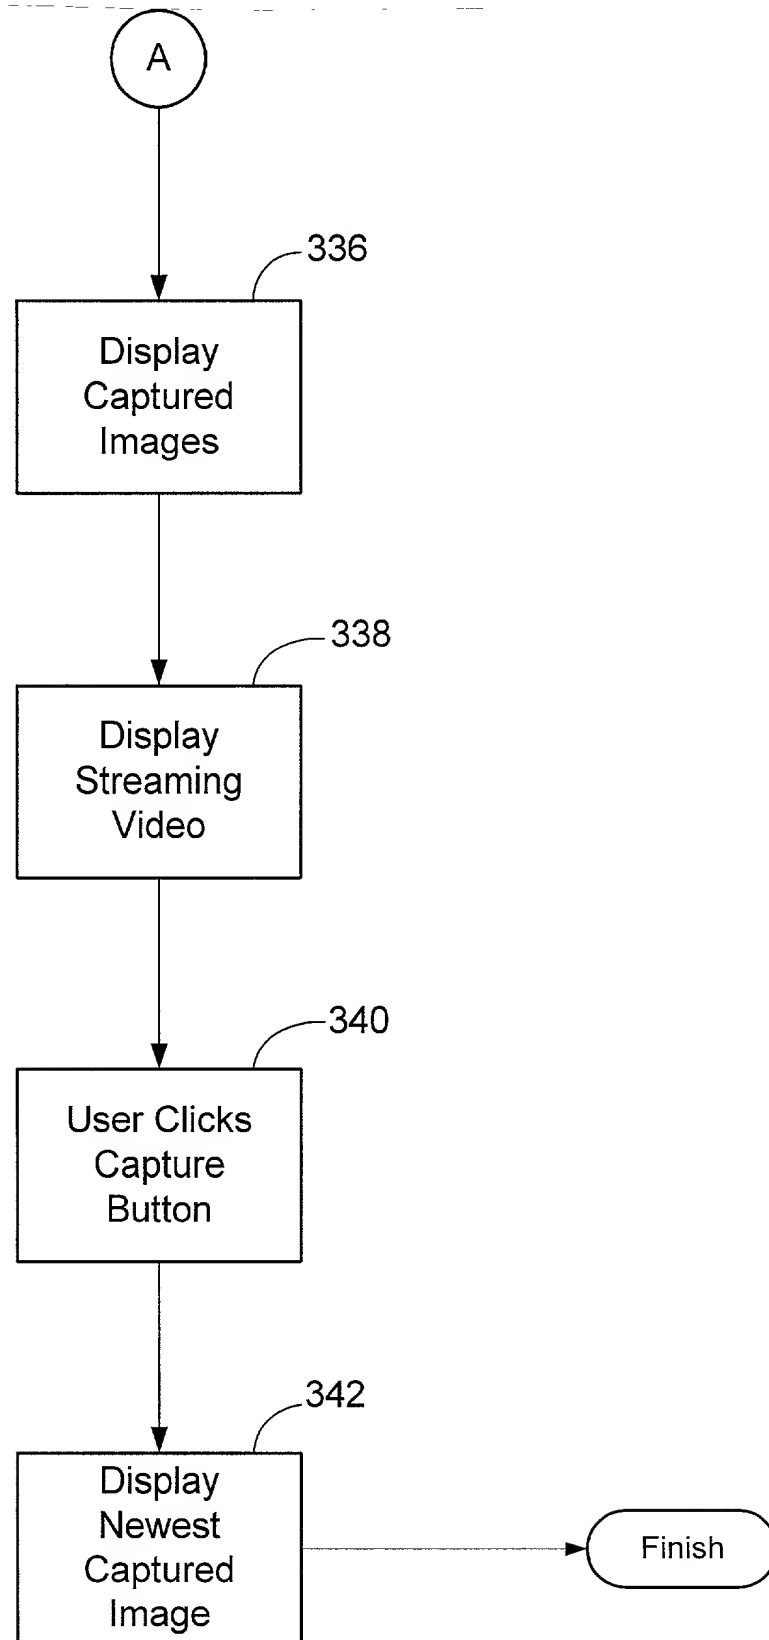 A
336
Display
Captured
Images
338
Display
Streaming
Video
340
User Clicks
Capture
Button
342
Display
Newest
Captured
Image
Finish